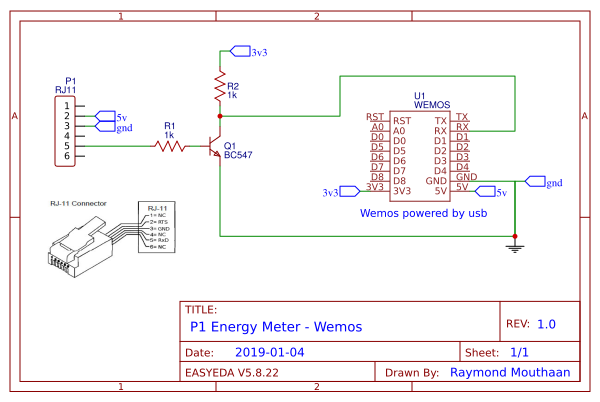 1
2
A
A
3v3
P1
RJ11
1
2
3
4
5
6
5v
gnd
R1
1k
R2
1k
Q1
BC547
U1
WEMOS
RST RST TX TX
A0 A0 RX RX
D0 D0 D1 D1
D5 D5 D2 D2
D6 D6 D3 D3
D7 D7 D4 D4
D8 D8 GND GND
3v3 3V3 3V3 5V 5V 5v
gnd
Wemos powered by usb
RJ-11 Connector
RJ-11
1= NC
2= RTS
3= GND
4= NC
5= RxD
6= NC
TITLE:
P1 Energy Meter - Wemos
REV: 1.0
Date: 2019-01-04
Sheet: 1/1
EASYEDA V5.8.22
Drawn By: Raymond Mouthaan
1
2